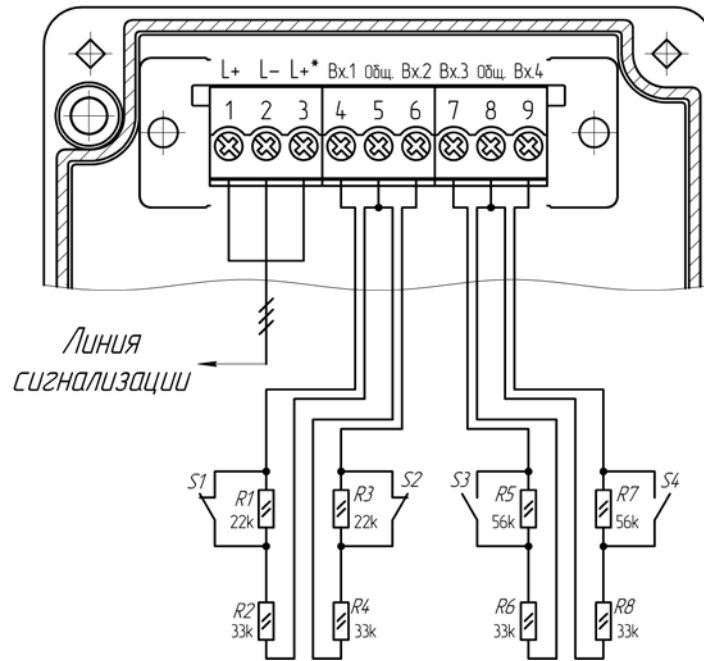 L+ L− L+* Вх.1 Общ. Вх.2 Вх.3 Общ. Вх.4
1 2 3 4 5 6 7 8 9
Линия
сигнализации
S1 R1 22k
R3 22k S2
S3 R5 56k
R7 56k S4
R2 33k
R4 33k
R6 33k
R8 33k